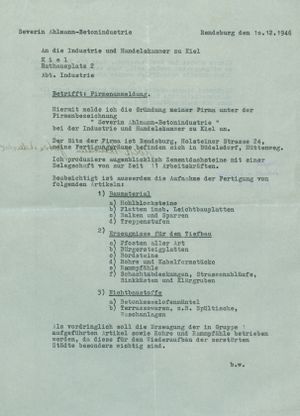 Severin Ahlmann-Betonindustrie Rendsburg den 10.12.1946
An die Industrie und Handelskammer zu Kiel
K i e l
Rathausplatz 2
Abt. Industrie
Betrifft: Firmenanmeldung.
Hiermit melde ich die Gründung meiner Firma unter der
Firmenbezeichnung
" Severin Ahlmann-Betonindustrie "
bei der Industrie und Handelskammer zu Kiel an.
Der Sitz der Firma ist Rendsburg, Holsteiner Strasse 24,
meine Fertigungsräume befinden sich in Büdelsdorf, Hüttenweg.
Ich produziere augenblicklich Zementdachsteine mit einer
Belegschaft von zur Zeit 11 Arbeitskräften.
Beabsichtigt ist ausserdem die Aufnahme der Fertigung von
folgenden Artikeln:
1) Baumaterial
a) Hohlblocksteine
b) Platten insb. Leichtbauplatten
c) Balken und Sparren
d) Treppenstufen
2) Erzeugnisse für den Tiefbau
a) Pfosten aller Art
b) Bürgersteigplatten
c) Bordsteine
d) Rohre und Kabelformstücke
e) Rammpfähle
f) Schachtabdeckungen, Strassenabläufe,
Sinkkästen und Klärgruben
3) Nichtbaustoffe
a) Betonkesselofenmäntel
b) Terrazzowaren, z.B. Spültische,
Waschanlagen
Als vordringlich soll die Erzeugung der in Gruppe 1
aufgeführten Artikel sowie Rohre und Rammpfähle betrieben
werden, da diese für den Wiederaufbau der zerstörten
Städte besonders wichtig sind.
b.w.